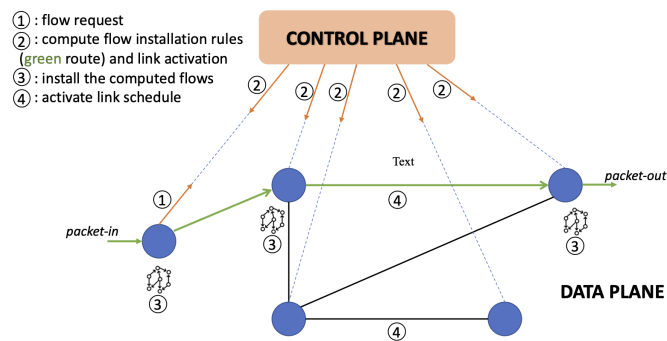 ① : flow request
② : compute flow installation rules
(green route) and link activation
③ : install the computed flows
④ : activate link schedule
CONTROL PLANE
② ② ② ② ②
Text
①
packet-in
④
packet-out
③
③
③
DATA PLANE
④